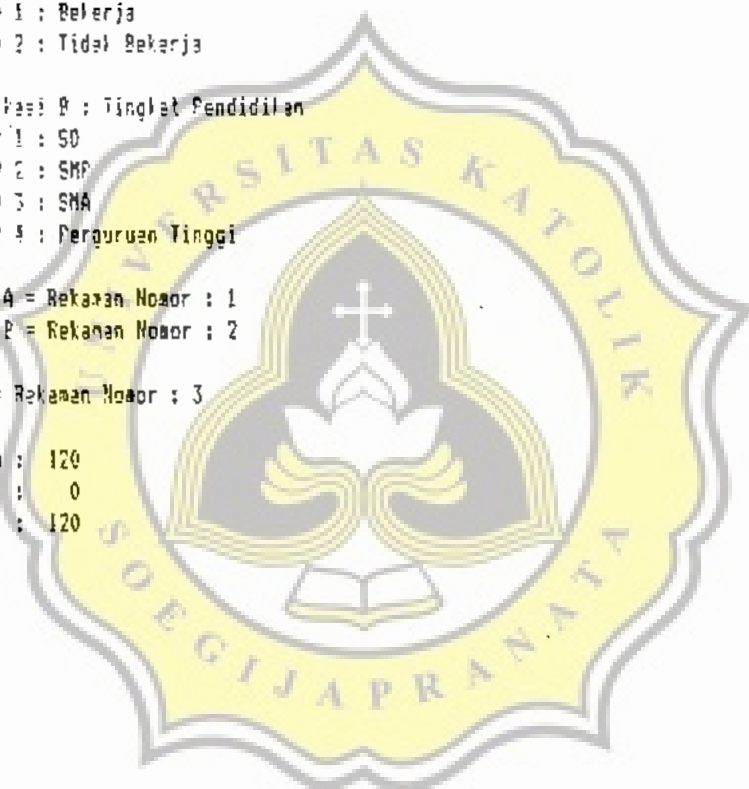 1 : Bekerja
2 : Tidak Bekerja
kasi B : Tingkat Pendidikan
1 : SD
2 : SMP
3 : SMA
4 : Perguruan Tinggi
A = Rekaman Nomor : 1
B = Rekaman Nomor : 2
= Rekaman Nomor : 3
: 120
: 0
: 120
UNIVERSITAS KATOLIK
SOEGIJAPRANATA